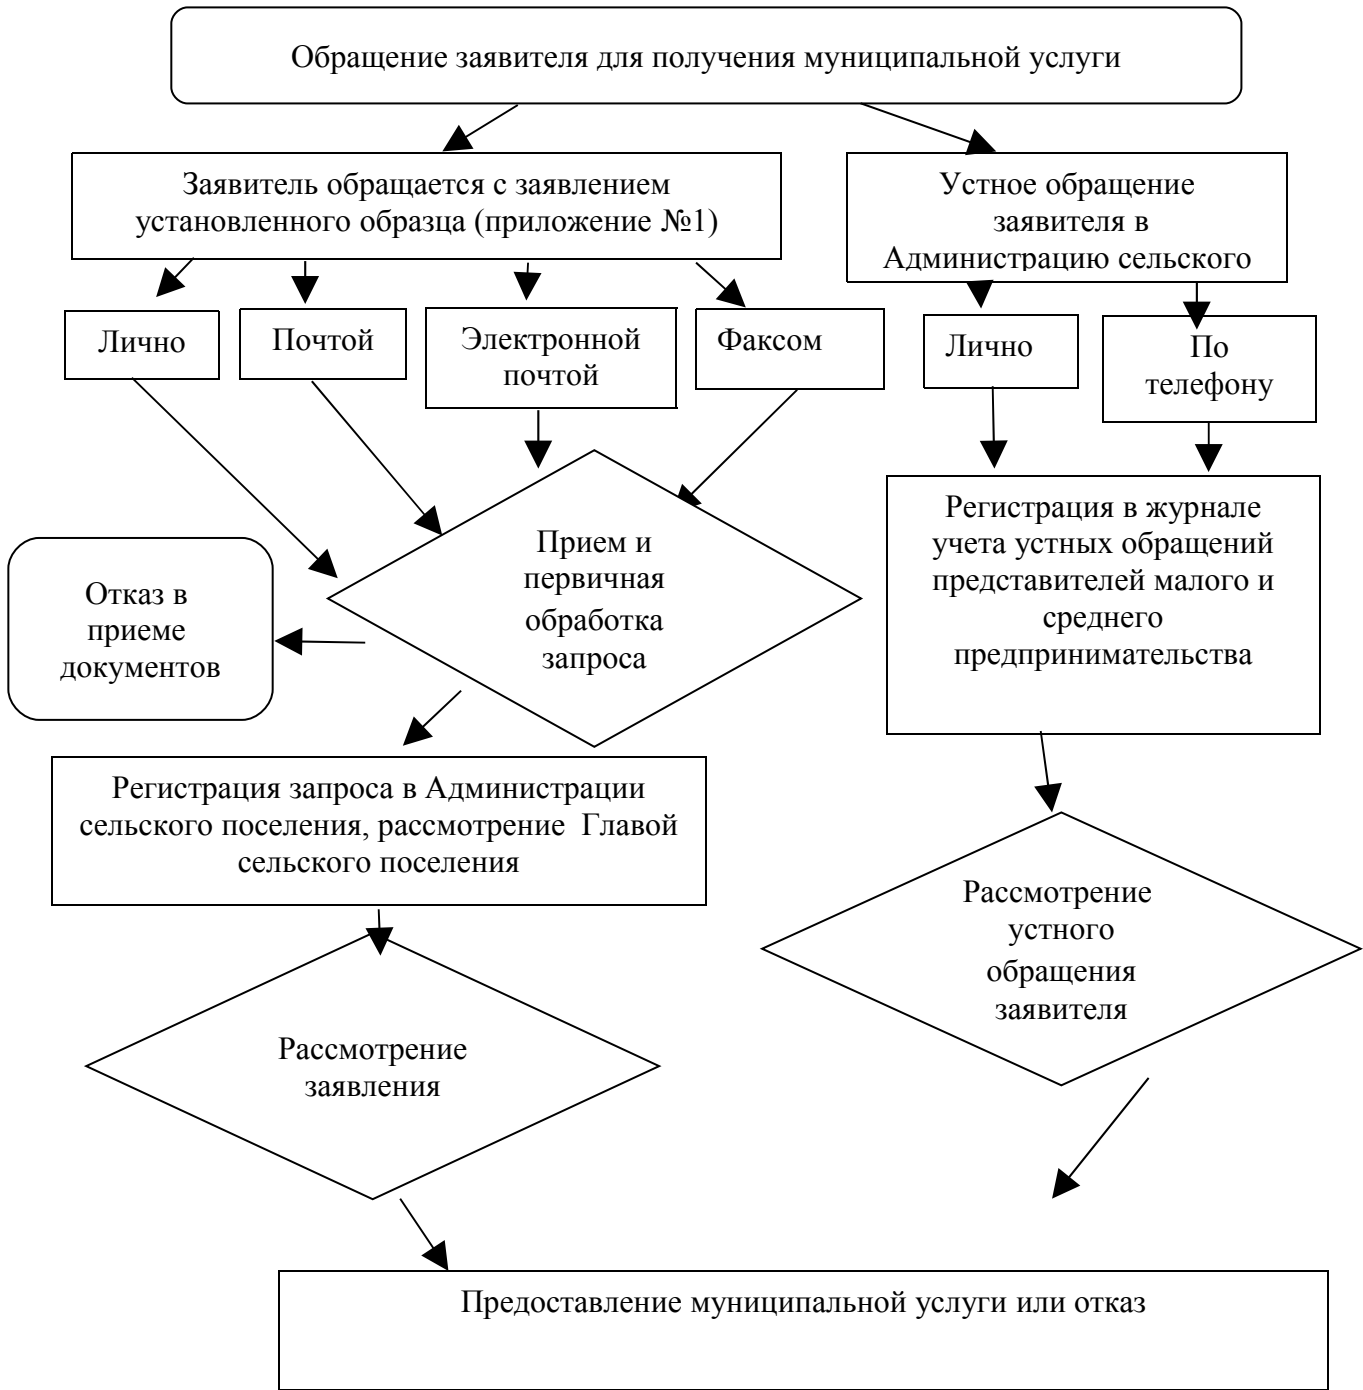 Обращение заявителя для получения муниципальной услуги
Заявитель обращается с заявлением
установленного образца (приложение №1)
Устное обращение
заявителя в
Администрацию сельского
Лично
Почтой
Электронной
почтой
Факсом
Лично
По
телефону
Прием и
первичная
обработка
запроса
Отказ в
приеме
документов
Регистрация в журнале
учета устных обращений
представителей малого и
среднего
предпринимательства
Регистрация запроса в Администрации
сельского поселения, рассмотрение Главой
сельского поселения
Рассмотрение
устного
обращения
заявителя
Рассмотрение
заявления
Предоставление муниципальной услуги или отказ